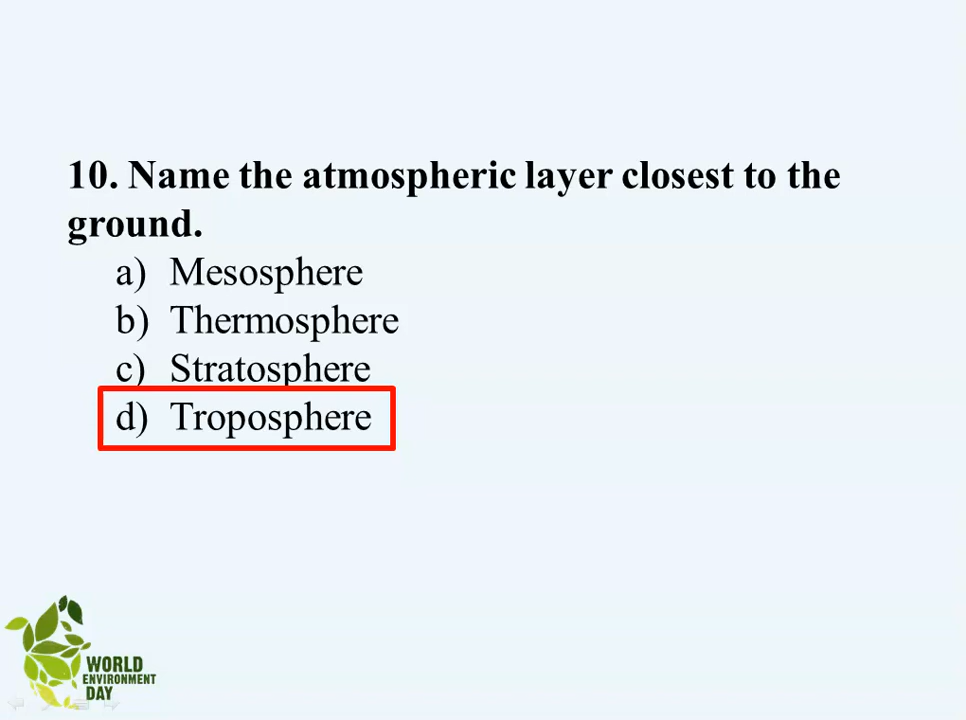 10. Name the atmospheric layer closest to the
ground.
a) Mesosphere
b) Thermosphere
c) Stratosphere
d) Troposphere
WORLD
ENVIRONMENT
DAY